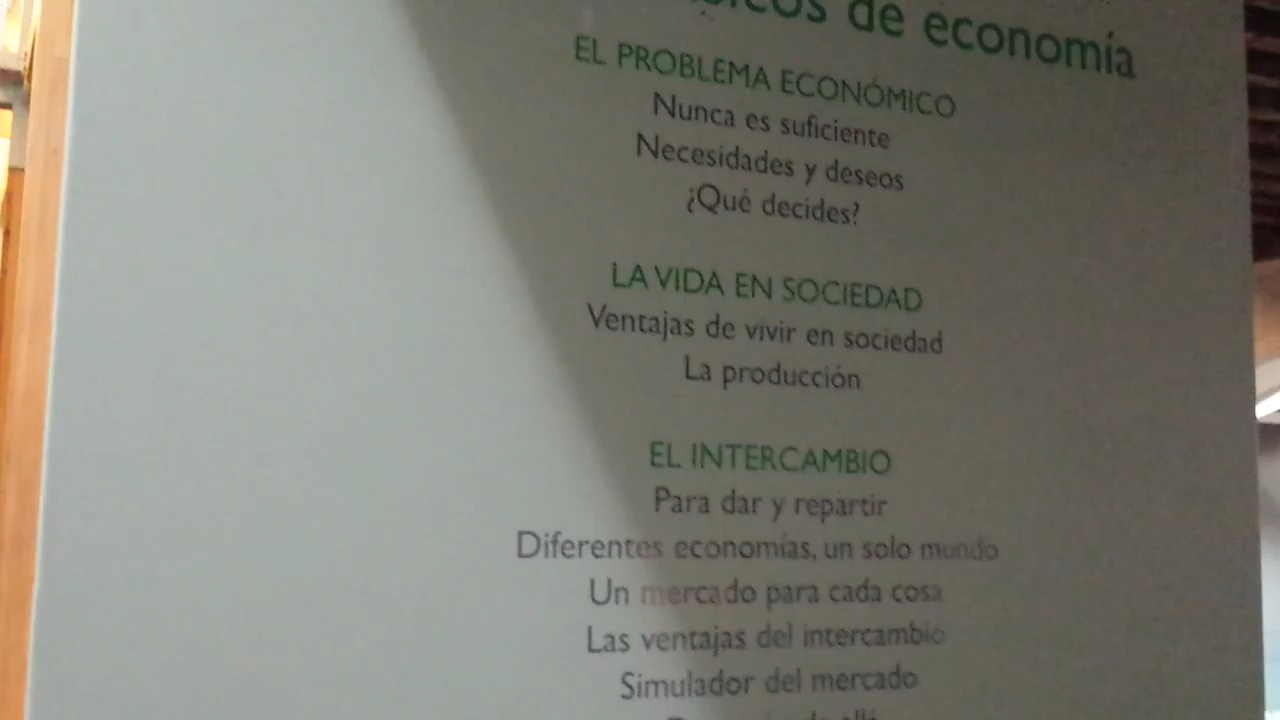 de economía
EL PROBLEMA ECONÓMICO
Nunca es suficiente
Necesidades y deseos
¿Qué decides?
LA VIDA EN SOCIEDAD
Ventajas de vivir en sociedad
La producción
EL INTERCAMBIO
Para dar y repartir
Diferentes economías, un solo mundo
Un mercado para cada cosa
Las ventajas del intercambio
Simulador del mercado